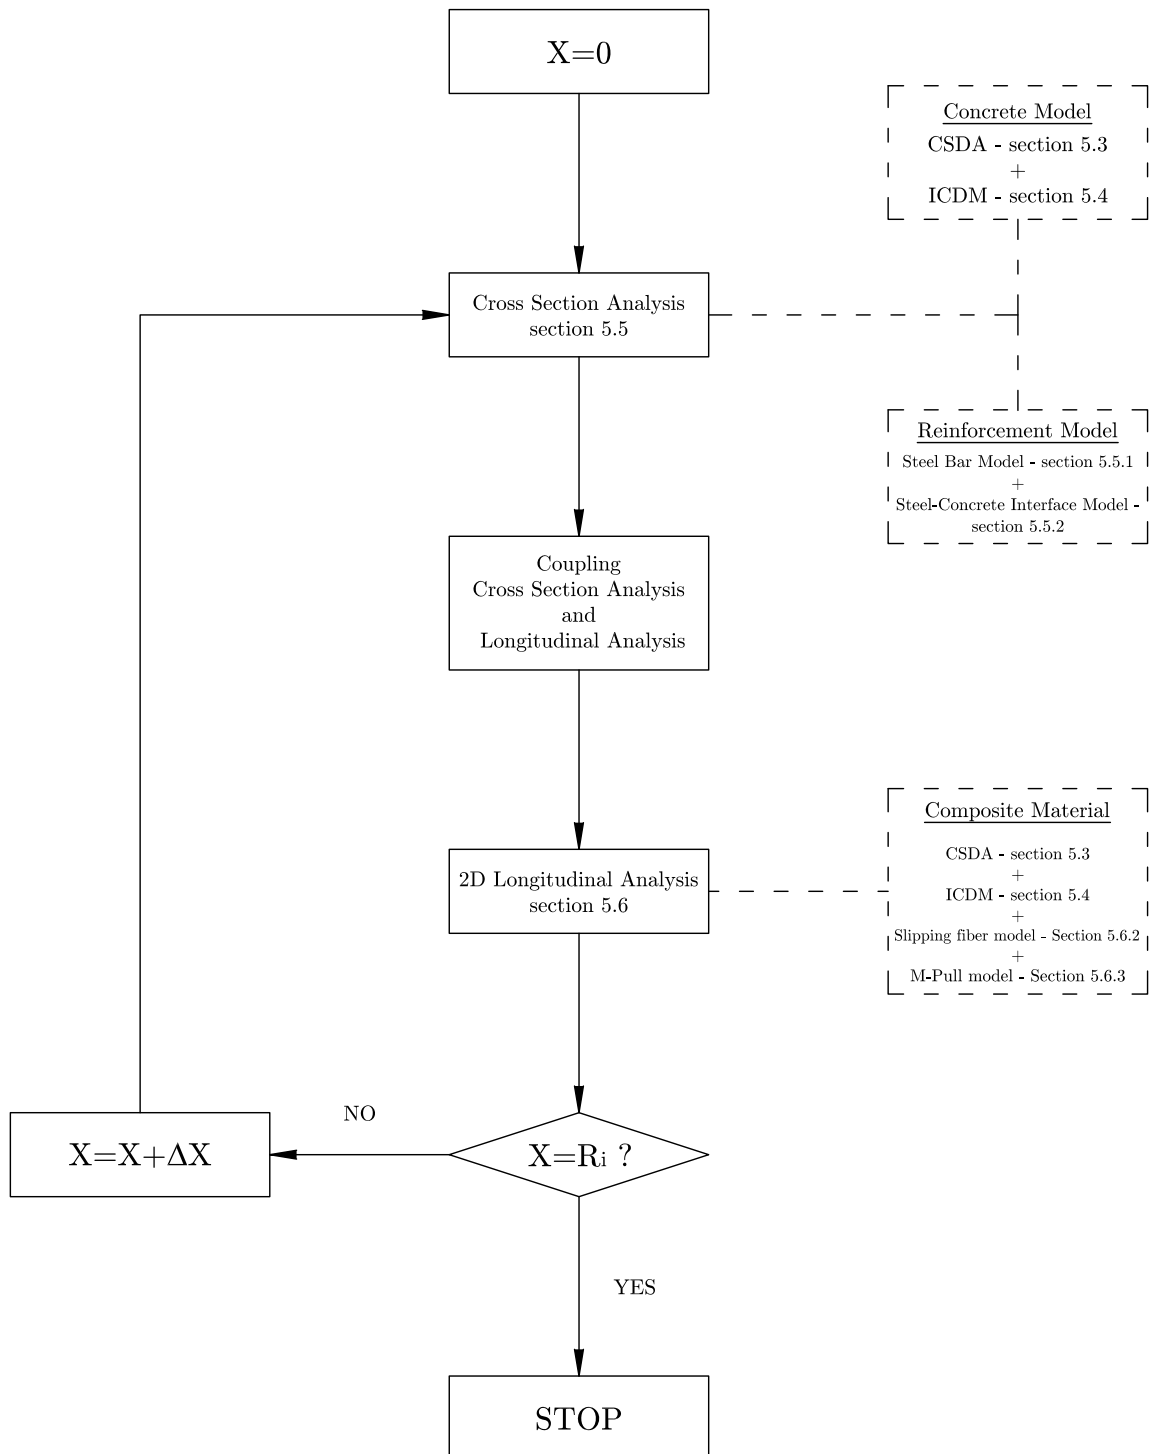 X=0
Concrete Model
CSDA - section 5.3
+
ICDM - section 5.4
Cross Section Analysis
section 5.5
Reinforcement Model
Steel Bar Model - section 5.5.1
+
Steel-Concrete Interface Model -
section 5.5.2
Coupling
Cross Section Analysis
and
Longitudinal Analysis
Composite Material
CSDA - section 5.3
+
ICDM - section 5.4
+
Slipping fiber model - Section 5.6.2
+
M-Pull model - Section 5.6.3
2D Longitudinal Analysis
section 5.6
NO
X=X+ΔX
X=Ri ?
YES
STOP